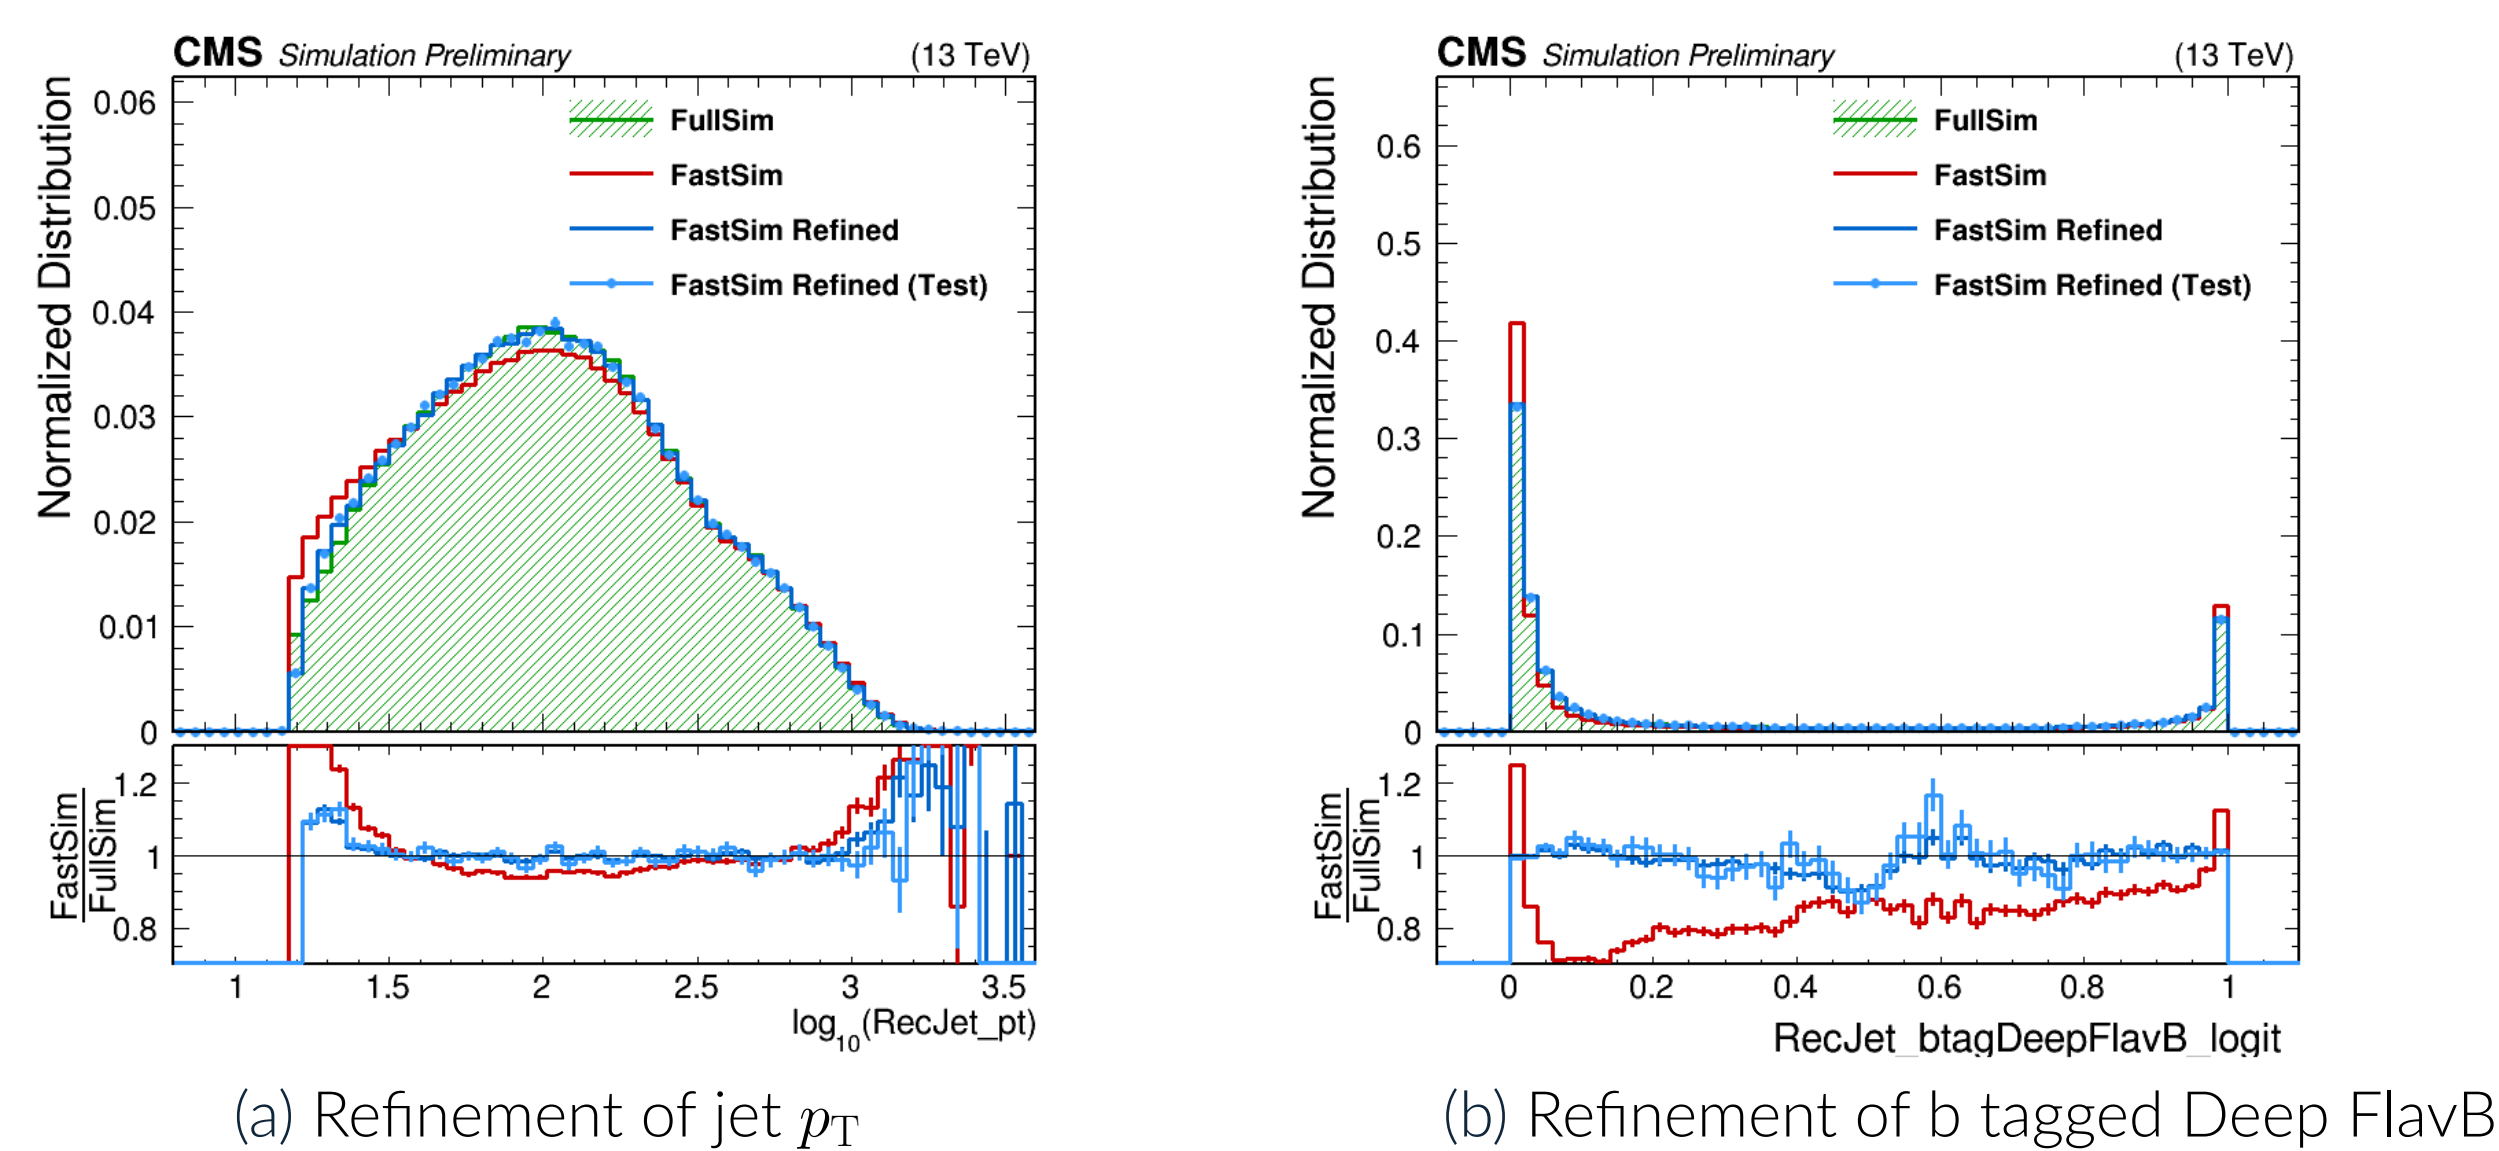 CMS Simulation Preliminary (13 TeV)
Normalized Distribution
0.06
0.05
0.04
0.03
0.02
0.01
0
FullSim
FastSim
FastSim Refined
FastSim Refined (Test)
FastSim
FullSim
1.2
1
0.8
1 1.5 2 2.5 3 3.5
log10(RecJet_pt)
(a) Refinement of jet pT
CMS Simulation Preliminary (13 TeV)
Normalized Distribution
0.6
0.5
0.4
0.3
0.2
0.1
0
FullSim
FastSim
FastSim Refined
FastSim Refined (Test)
FastSim
FullSim
1.2
1
0.8
0 0.2 0.4 0.6 0.8 1
RecJet_btagDeepFlavB_logit
(b) Refinement of b tagged Deep FlavB